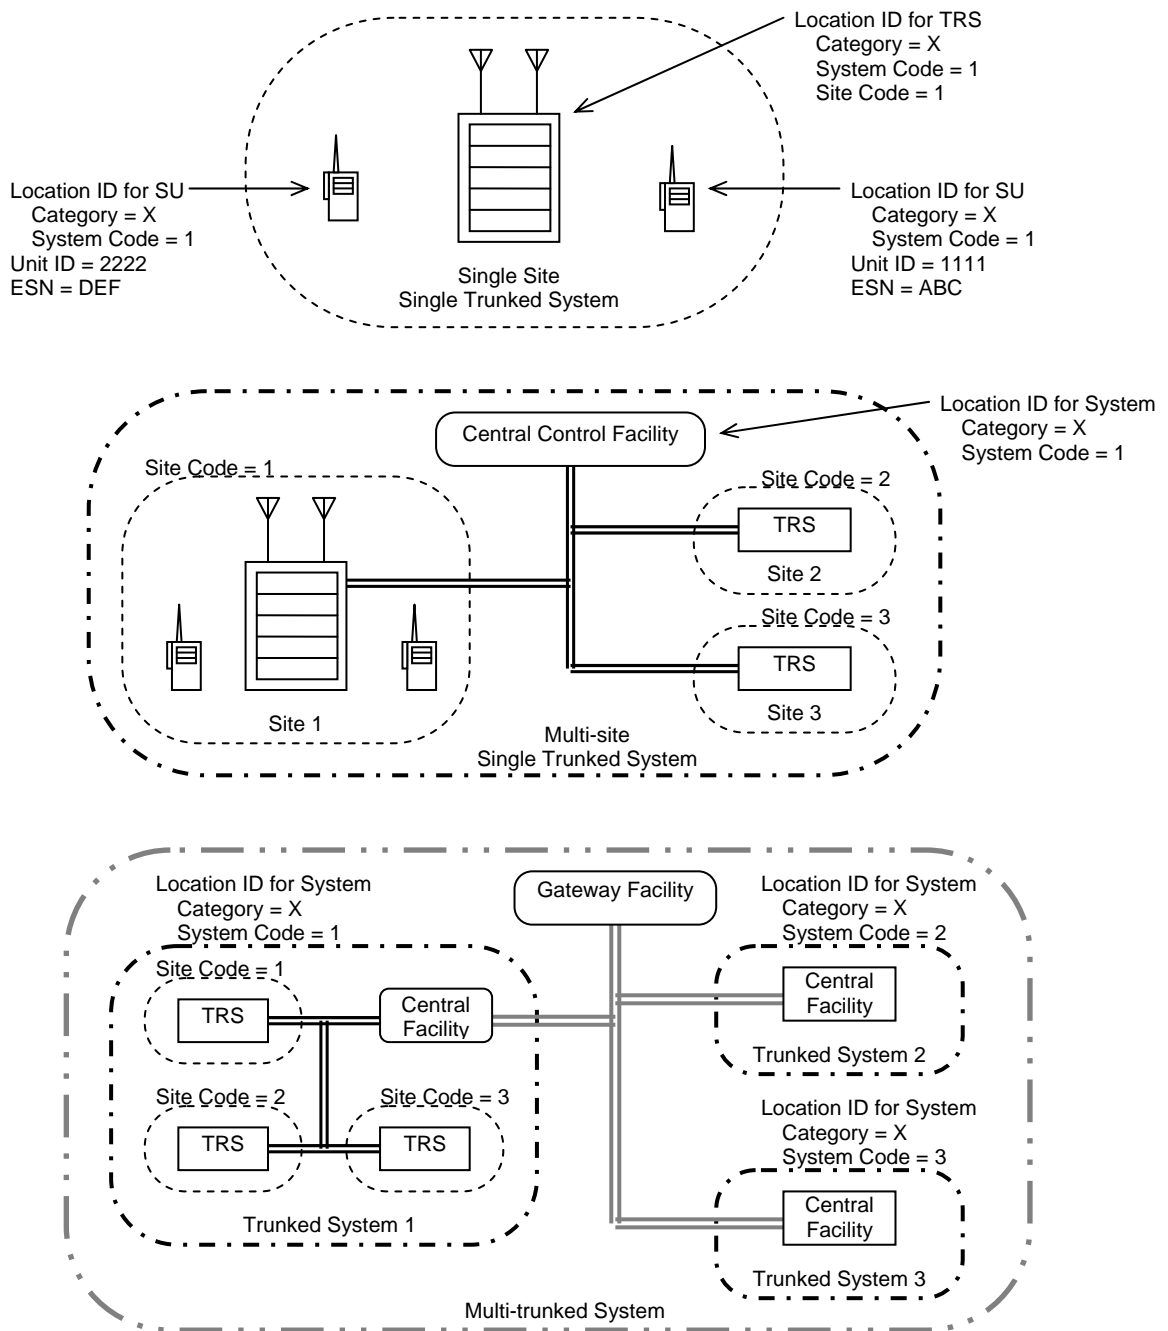 Location ID for TRS
Category = X
System Code = 1
Site Code = 1
Location ID for SU
Category = X
System Code = 1
Unit ID = 2222
ESN = DEF
Location ID for SU
Category = X
System Code = 1
Unit ID = 1111
ESN = ABC
Single Site
Single Trunked System
Central Control Facility
Location ID for System
Category = X
System Code = 1
Site Code = 1
Site Code = 2
TRS
Site 2
Site Code = 3
TRS
Site 3
Site 1
Multi-site
Single Trunked System
Location ID for System
Category = X
System Code = 1
Gateway Facility
Location ID for System
Category = X
System Code = 2
Site Code = 1
TRS
Central
Facility
Central
Facility
Trunked System 2
Site Code = 2
TRS
Site Code = 3
TRS
Trunked System 1
Location ID for System
Category = X
System Code = 3
Central
Facility
Trunked System 3
Multi-trunked System